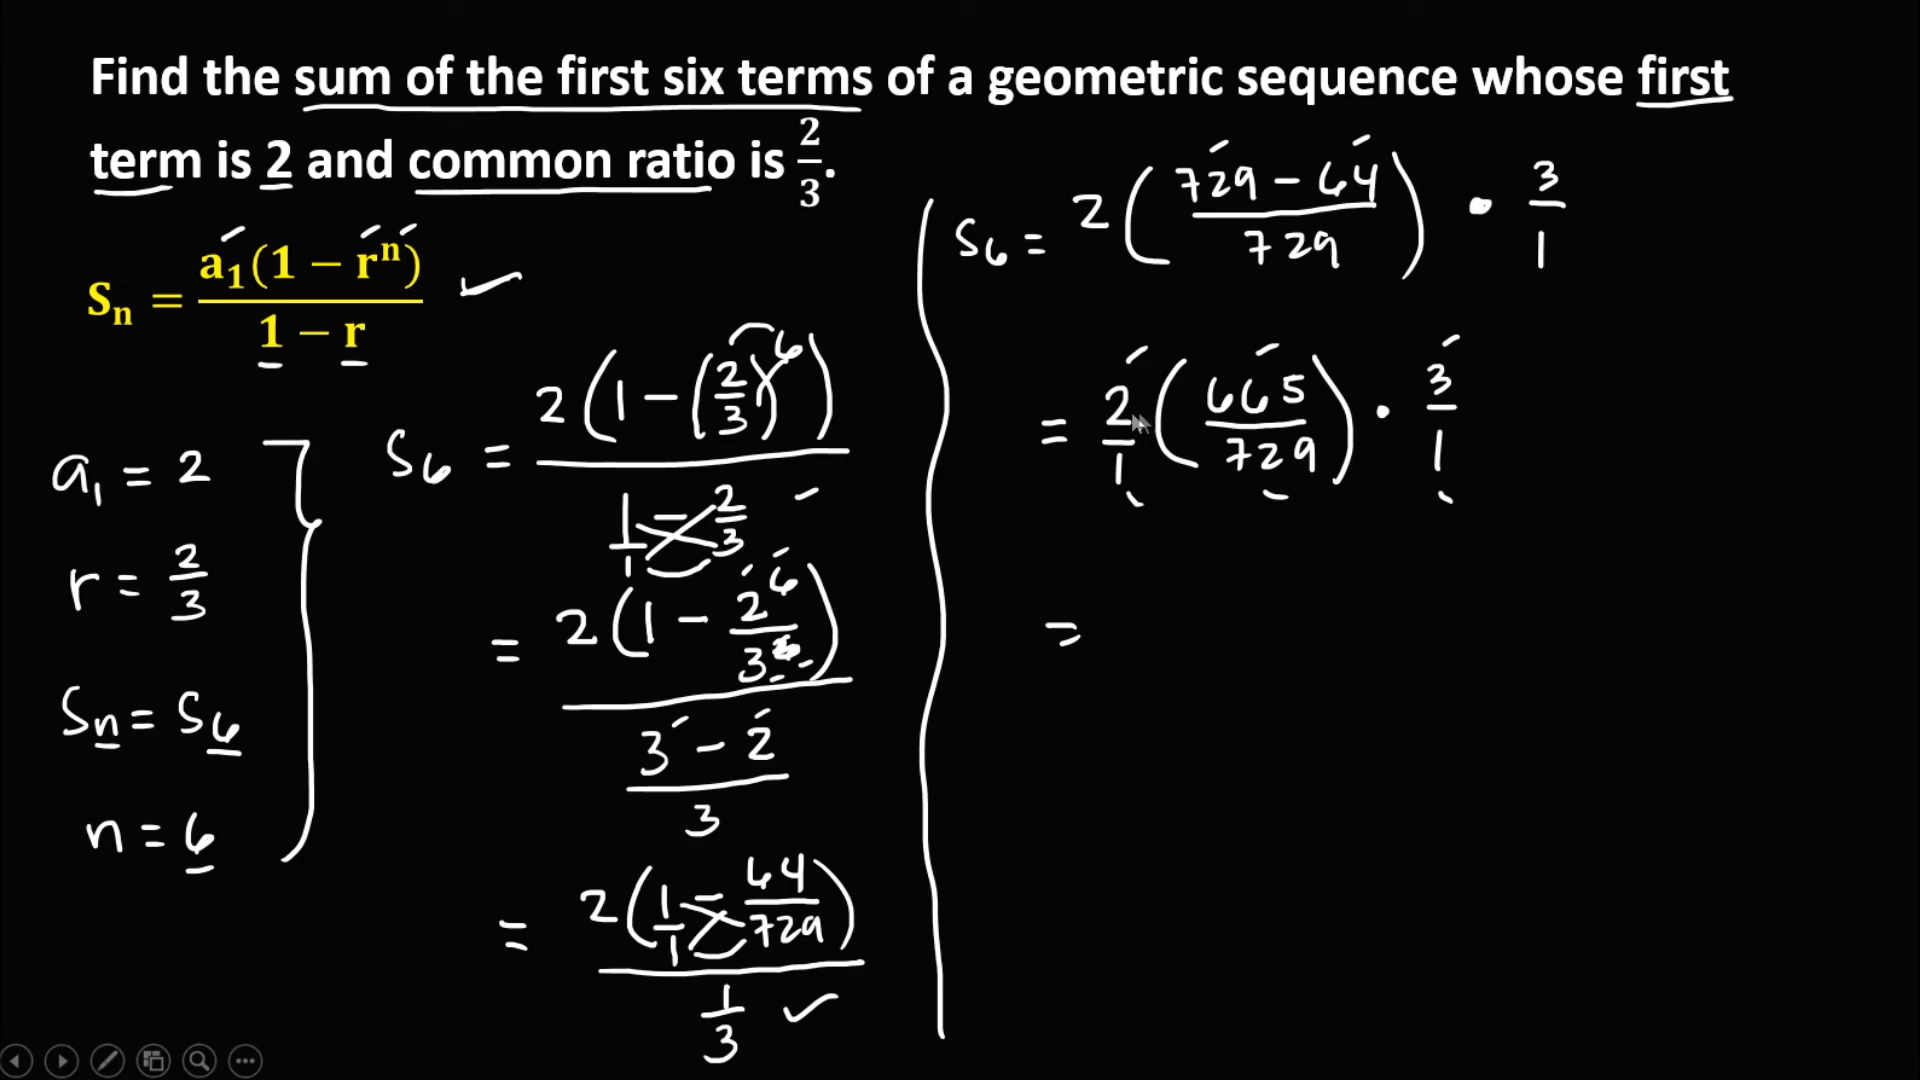 Find the sum of the first six terms of a geometric sequence whose first
term is 2 and common ratio is 2/3.
Sₙ = a₁(1 − rⁿ) / (1 − r) ✓
a₁ = 2
r = 2/3
Sn = S6
n = 6
S6 = 2(1 − (2/3)^6) / (1/1 − 2/3)
= 2(1 − 2^6/3^6) / ((3 − 2)/3)
= 2(1/1 − 64/729) / (1/3) ✓
S6 = 2((729 − 64)/729) · 3/1
= 2/1 (665/729) · 3/1
=